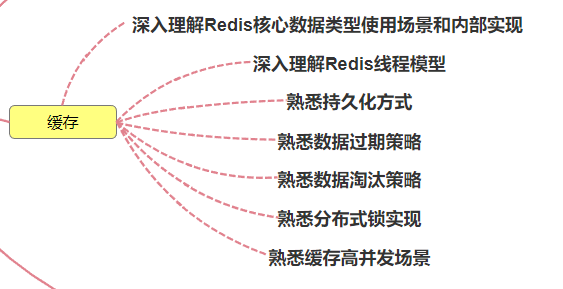 深入理解Redis核心数据类型使用场景和内部实现
深入理解Redis线程模型
熟悉持久化方式
缓存
熟悉数据过期策略
熟悉数据淘汰策略
熟悉分布式锁实现
熟悉缓存高并发场景